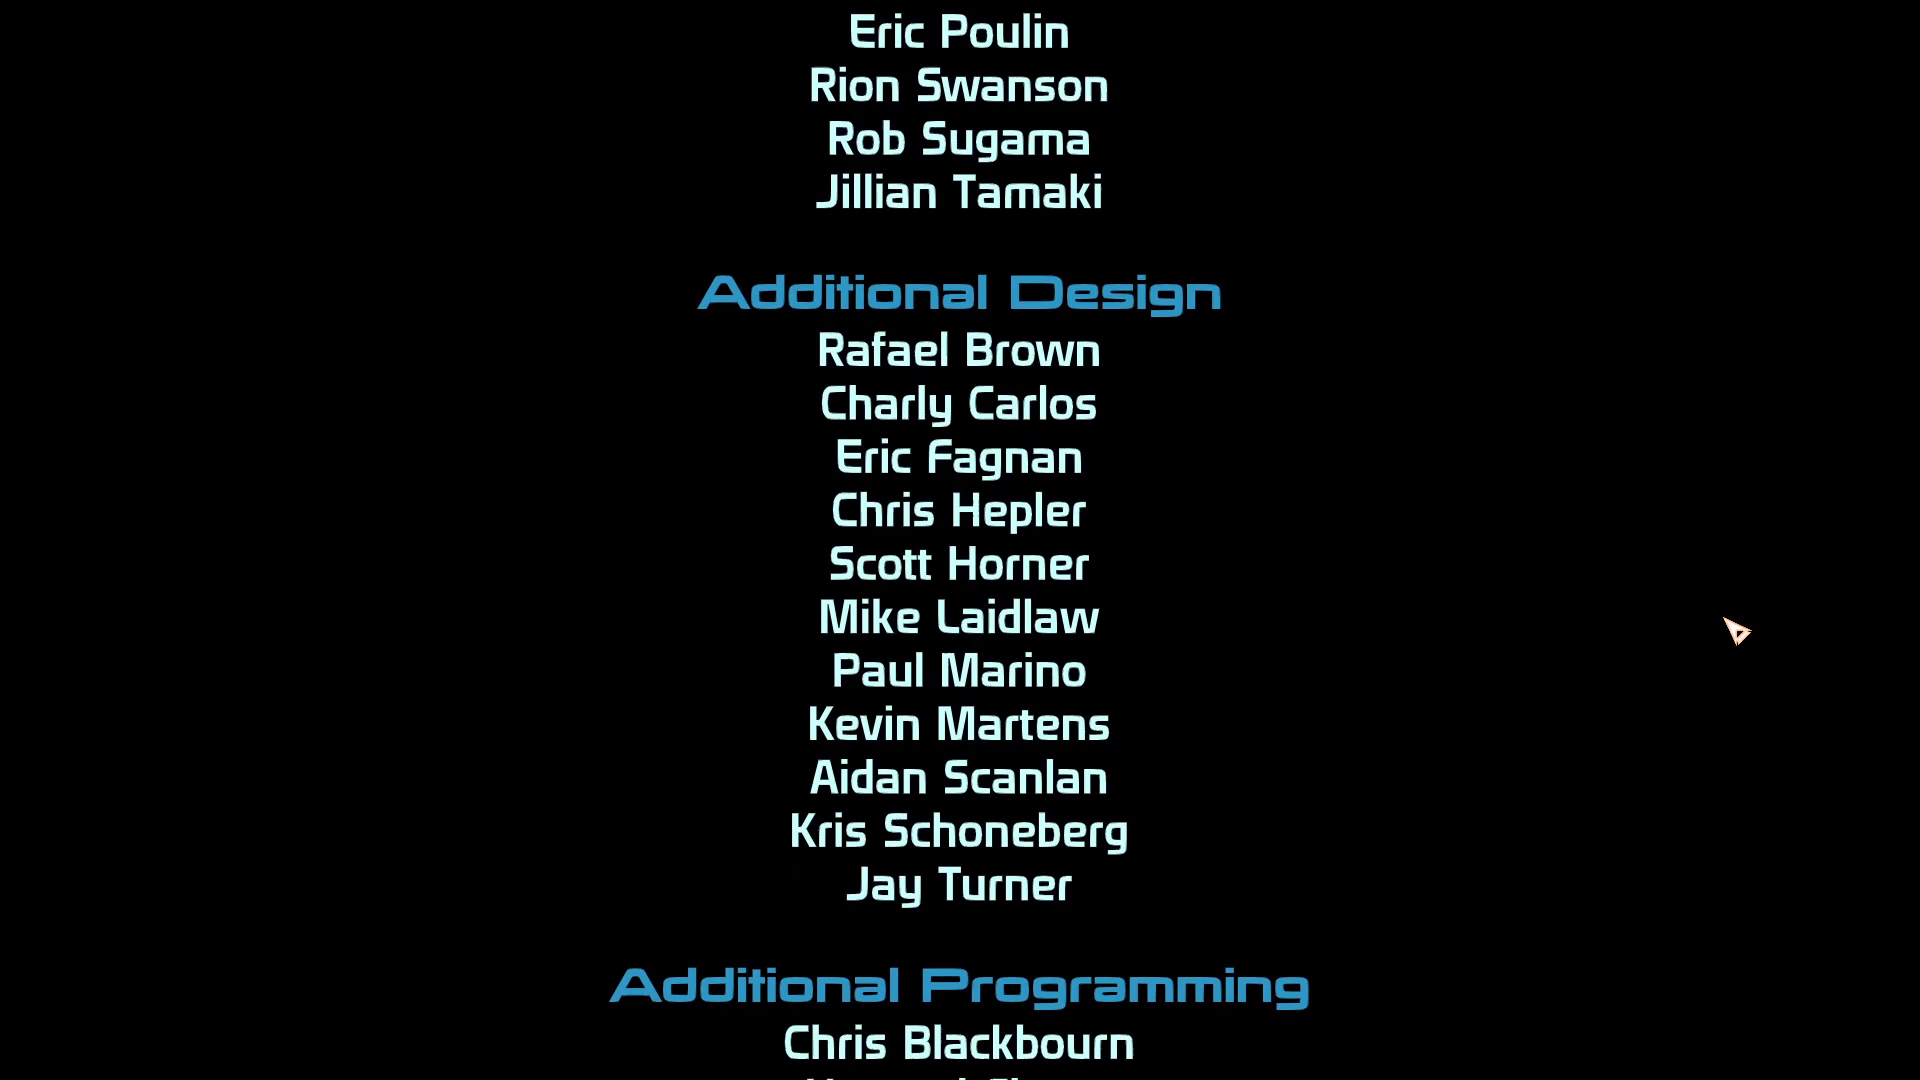 Eric Poulin
Rion Swanson
Rob Sugama
Jillian Tamaki
Additional Design
Rafael Brown
Charly Carlos
Eric Fagnan
Chris Hepler
Scott Horner
Mike Laidlaw
Paul Marino
Kevin Martens
Aidan Scanlan
Kris Schoneberg
Jay Turner
Additional Programming
Chris Blackbourn